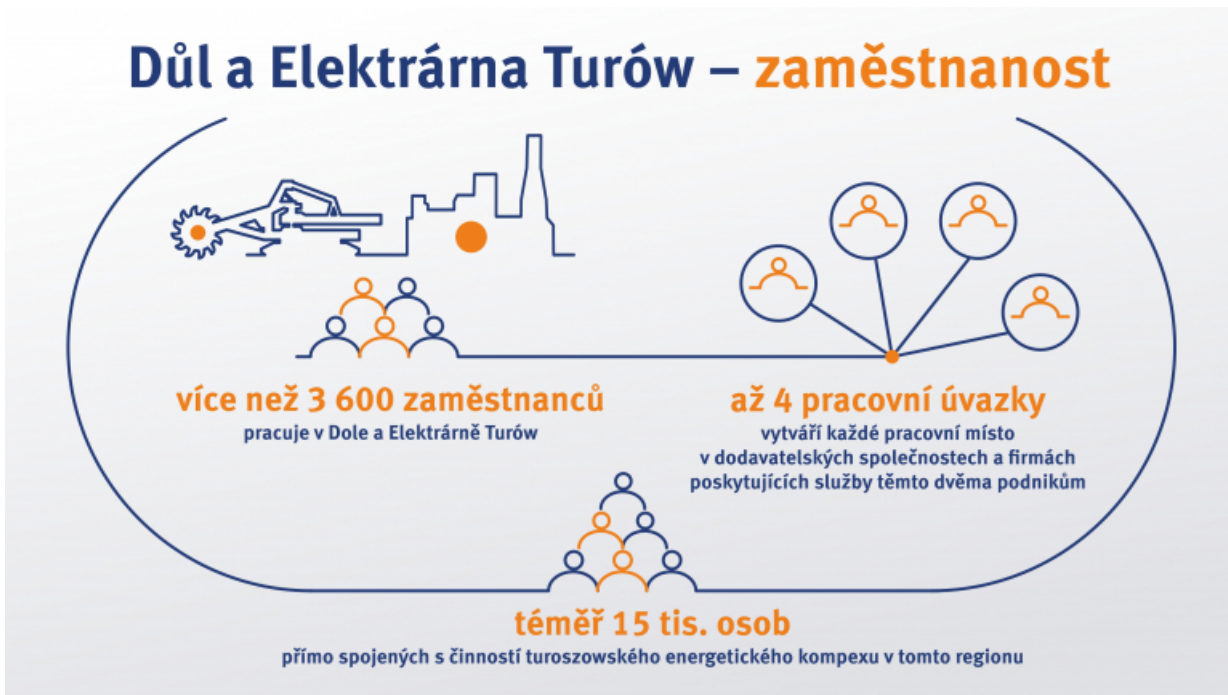 Důl a Elektrárna Turów – zaměstnanost
více než 3 600 zaměstnanců
pracuje v Dole a Elektrárně Turów
až 4 pracovní úvazky
vytváří každé pracovní místo
v dodavatelských společnostech a firmách
poskytujících služby těmto dvěma podnikům
téměř 15 tis. osob
přímo spojených s činností turoszowského energetického kompexu v tomto regionu